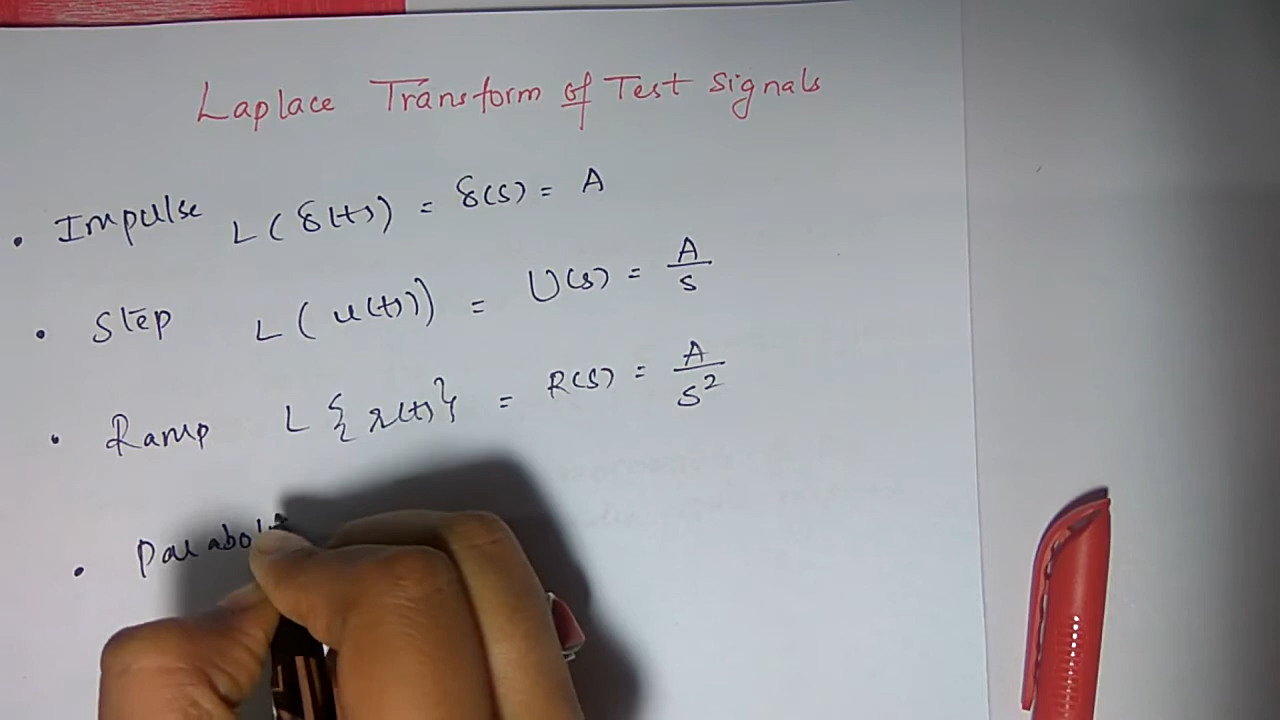 Laplace Transform of Test Signals
• Impulse L(δ(t)) = δ(s) = A
• Step L(u(t)) = U(s) = A/s
• Ramp L{r(t)} = R(s) = A/s²
• Parabol